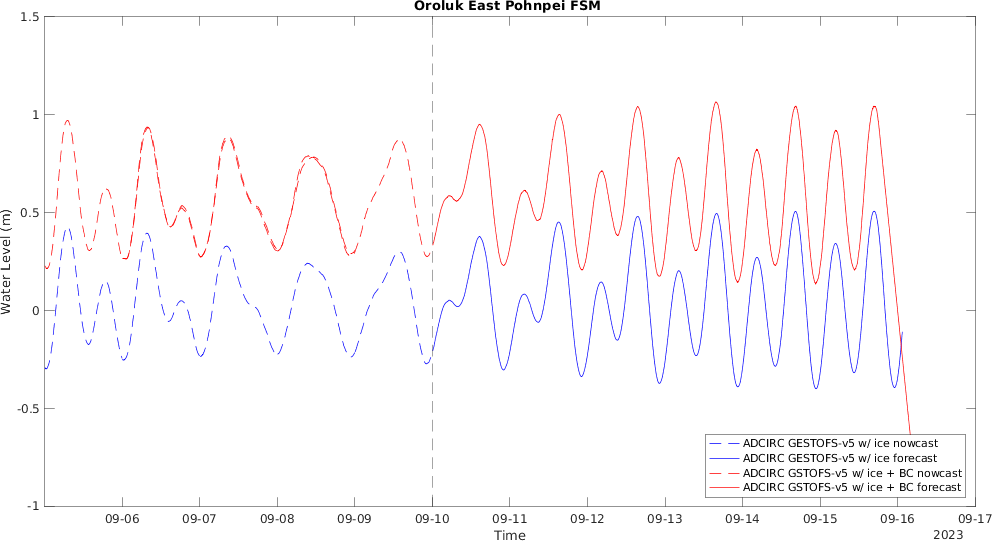 Oroluk East Pohnpei FSM
Water Level (m)
1.5
1
0.5
0
-0.5
-1
ADCIRC GESTOFS-v5 w/ ice nowcast
ADCIRC GESTOFS-v5 w/ ice forecast
ADCIRC GSTOFS-v5 w/ ice + BC nowcast
ADCIRC GSTOFS-v5 w/ ice + BC forecast
09-06 09-07 09-08 09-09 09-10 09-11 09-12 09-13 09-14 09-15 09-16 09-17
Time
2023